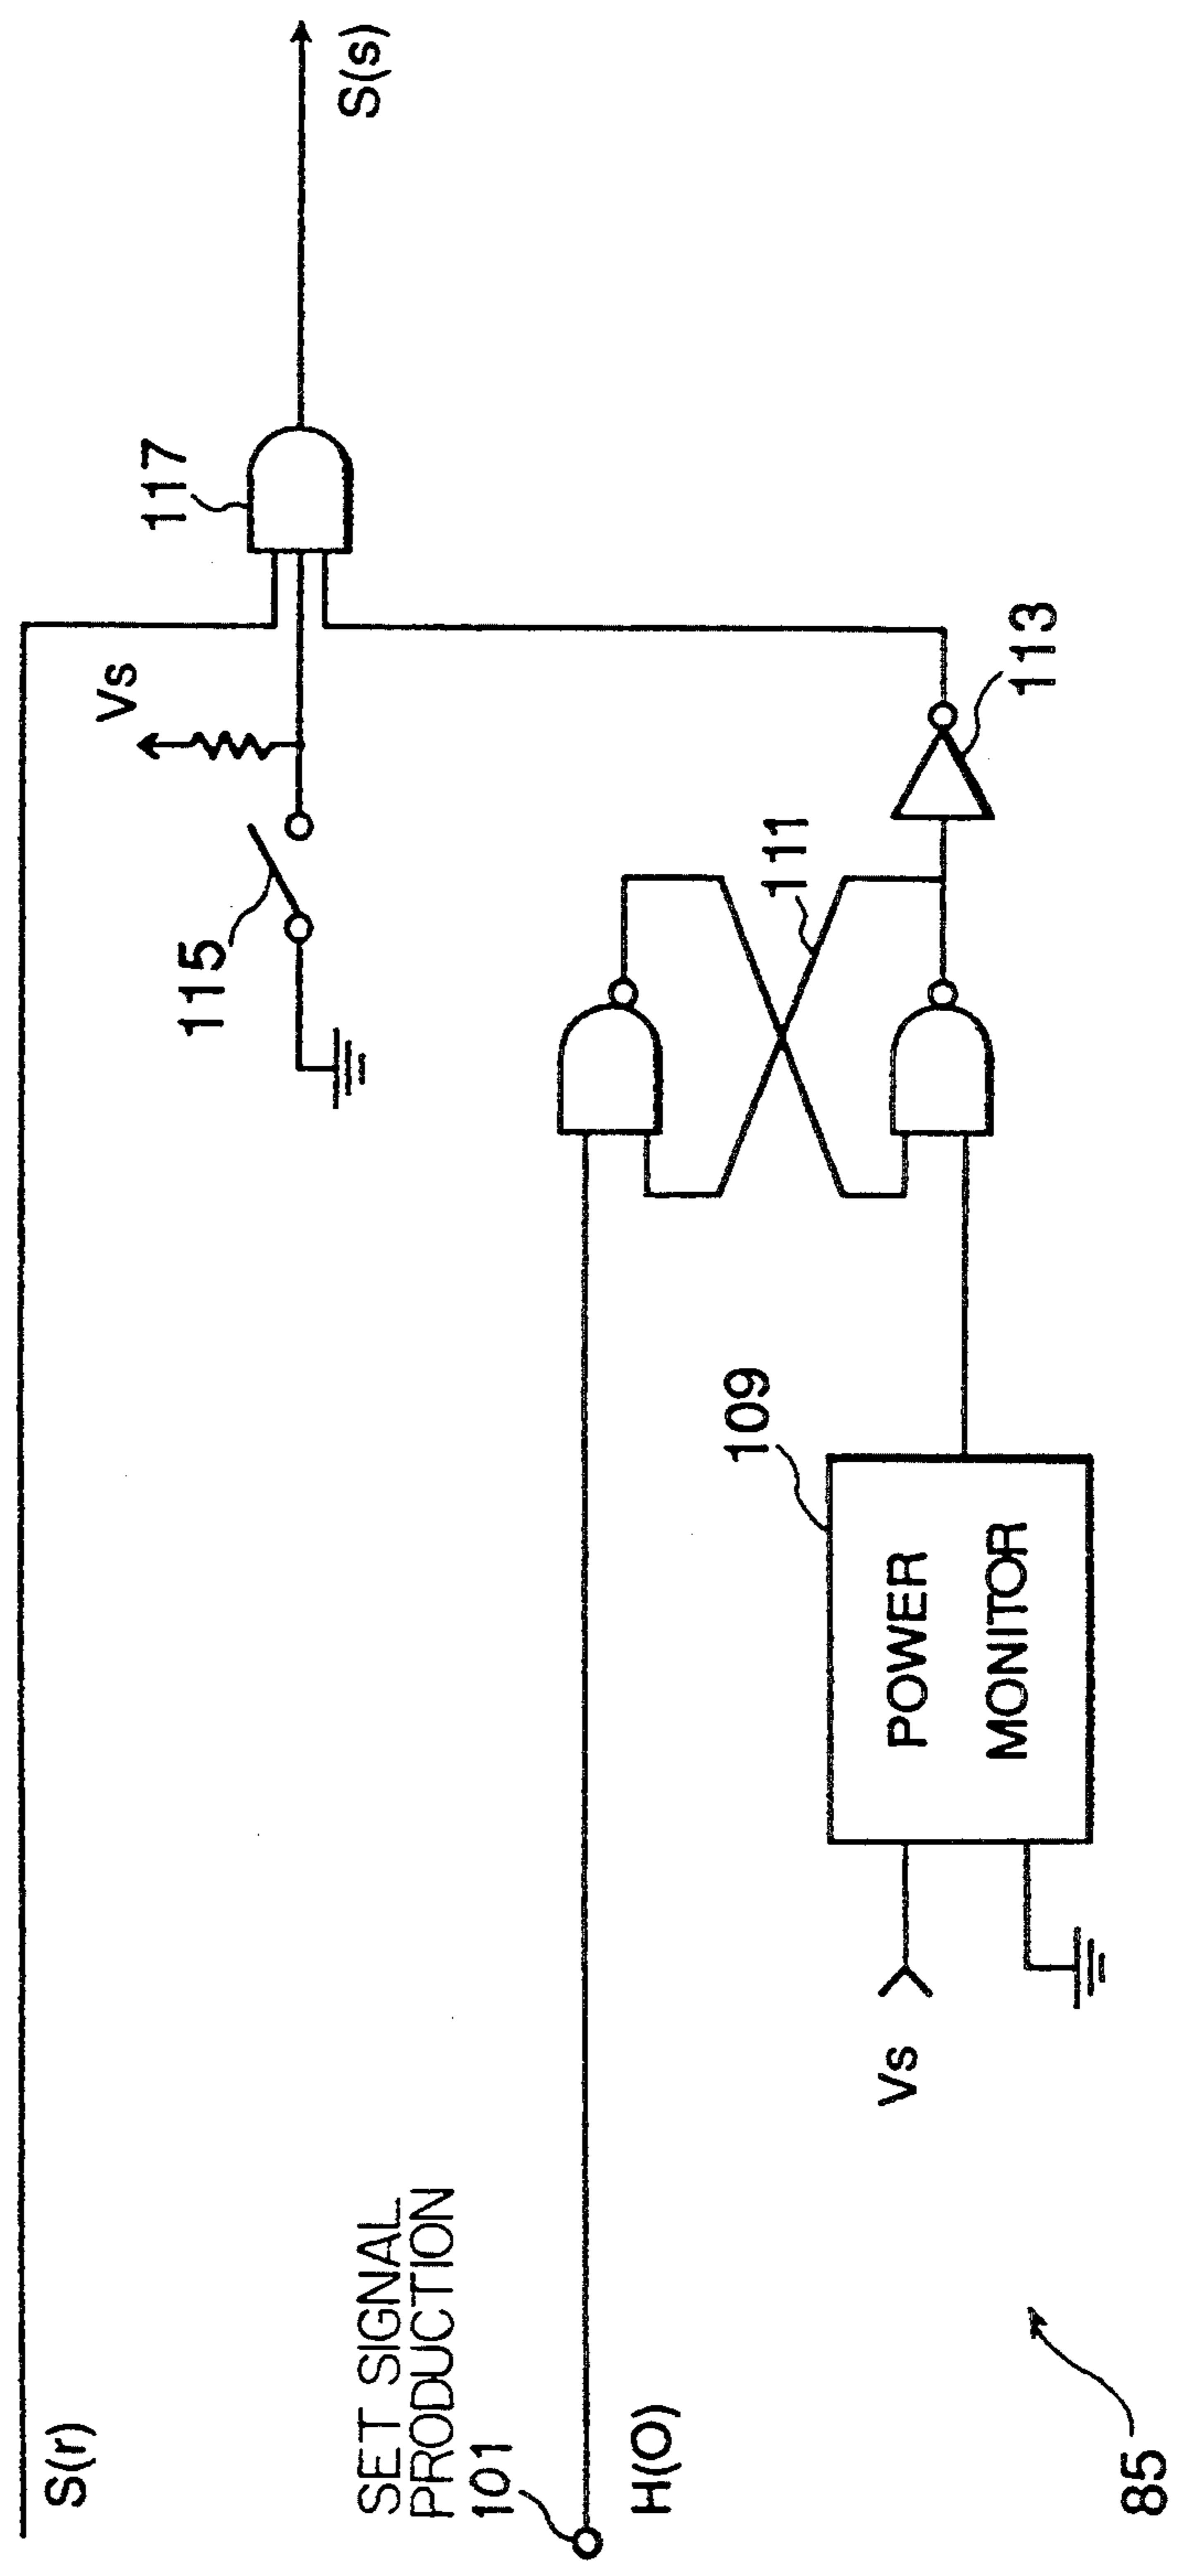 S(r)
S(s)
117
Vs
115
SET SIGNAL
PRODUCTION
101
H(O)
111
113
109
POWER
MONITOR
Vs
85